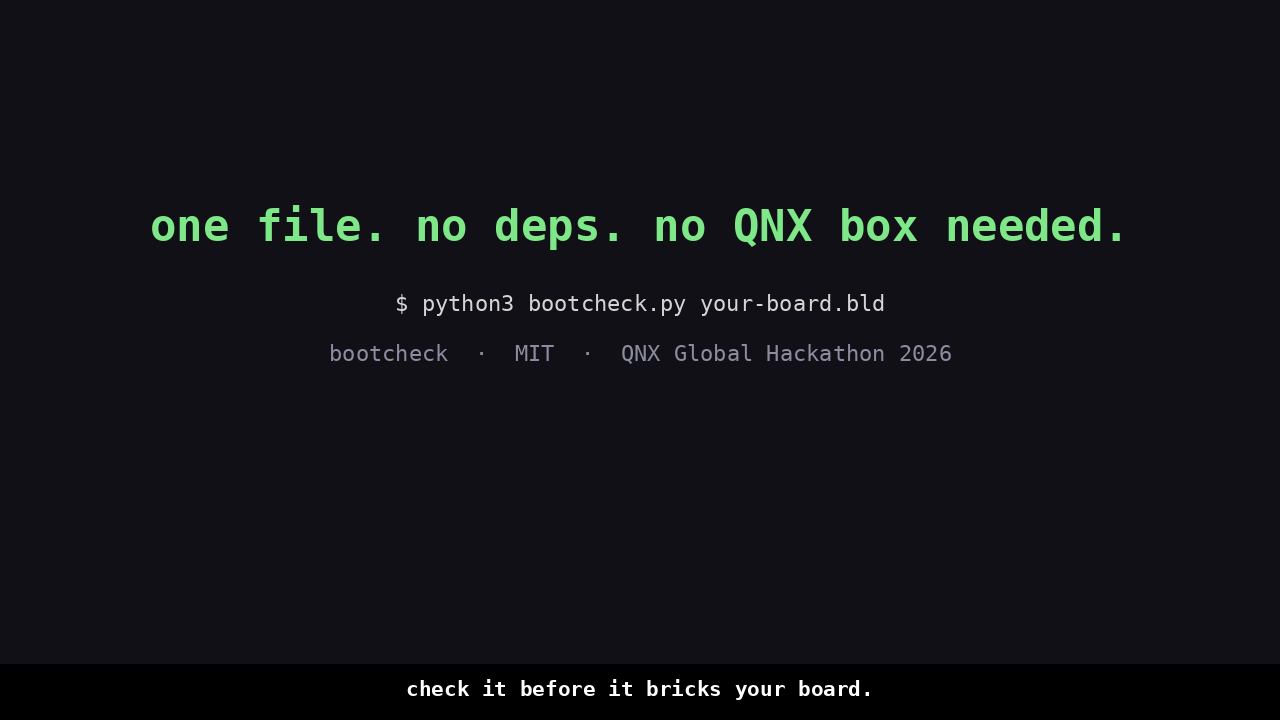 one file. no deps. no QNX box needed.
$ python3 bootcheck.py your-board.bld
bootcheck · MIT · QNX Global Hackathon 2026
check it before it bricks your board.